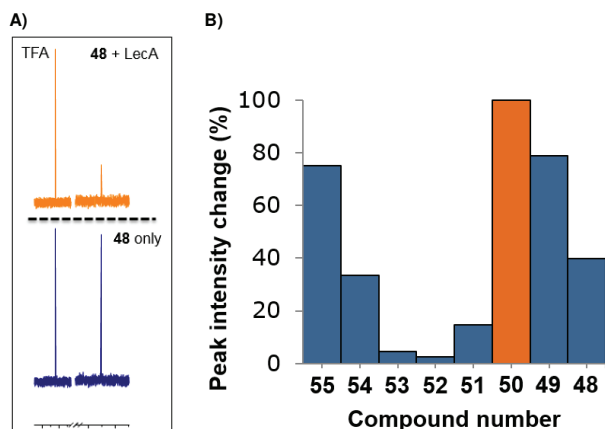 A)
TFA 48 + LecA
48 only
B)
Peak intensity change (%)
100
80
60
40
20
0
55 54 53 52 51 50 49 48
Compound number